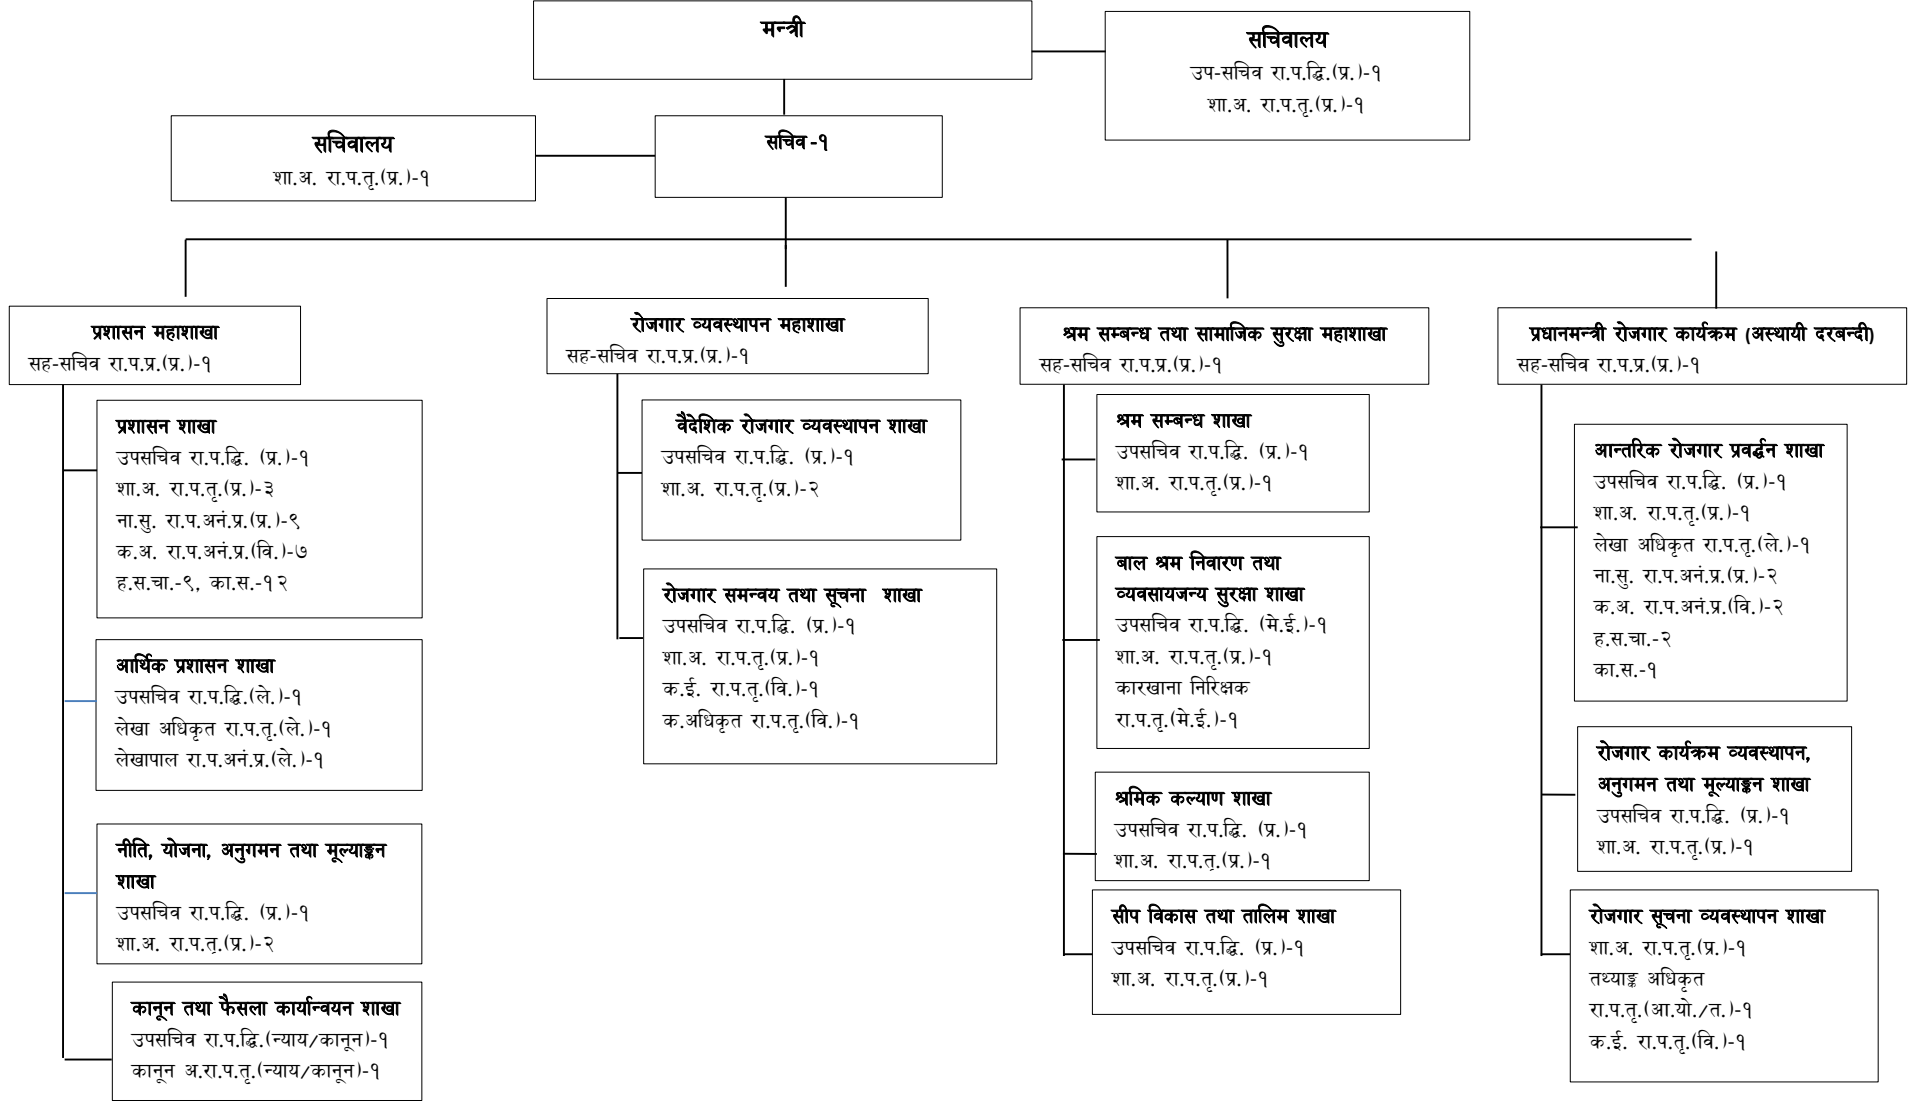 मन्त्री
सचिवालय
उप-सचिव रा.प.द्धि.(प्र.)-१
शा.अ. रा.प.तृ.(प्र.)-१
सचिवालय
शा.अ. रा.प.तृ.(प्र.)-१
सचिव-१
प्रशासन महाशाखा
सह-सचिव रा.प.प्र.(प्र.)-१
प्रशासन शाखा
उपसचिव रा.प.द्धि. (प्र.)-१
शा.अ. रा.प.तृ.(प्र.)-३
ना.सु. रा.प.अनं.प्र.(प्र.)-९
क.अ. रा.प.अनं.प्र.(वि.)-७
ह.स.चा.-९, का.स.-१२
आर्थिक प्रशासन शाखा
उपसचिव रा.प.द्धि.(ले.)-१
लेखा अधिकृत रा.प.तृ.(ले.)-१
लेखापाल रा.प.अनं.प्र.(ले.)-१
नीति, योजना, अनुगमन तथा मूल्याङ्कन
शाखा
उपसचिव रा.प.द्धि. (प्र.)-१
शा.अ. रा.प.तृ.(प्र.)-२
कानून तथा फैसला कार्यान्वयन शाखा
उपसचिव रा.प.द्धि.(न्याय/कानून)-१
कानून अ.रा.प.तृ.(न्याय/कानून)-१
रोजगार व्यवस्थापन महाशाखा
सह-सचिव रा.प.प्र.(प्र.)-१
वैदेशिक रोजगार व्यवस्थापन शाखा
उपसचिव रा.प.द्धि. (प्र.)-१
शा.अ. रा.प.तृ.(प्र.)-२
रोजगार समन्वय तथा सूचना शाखा
उपसचिव रा.प.द्धि. (प्र.)-१
शा.अ. रा.प.तृ.(प्र.)-१
क.ई. रा.प.तृ.(वि.)-१
क.अधिकृत रा.प.तृ.(वि.)-१
श्रम सम्बन्ध तथा सामाजिक सुरक्षा महाशाखा
सह-सचिव रा.प.प्र.(प्र.)-१
श्रम सम्बन्ध शाखा
उपसचिव रा.प.द्धि. (प्र.)-१
शा.अ. रा.प.तृ.(प्र.)-१
बाल श्रम निवारण तथा
व्यवसायजन्य सुरक्षा शाखा
उपसचिव रा.प.द्धि. (मे.ई.)-१
शा.अ. रा.प.तृ.(प्र.)-१
कारखाना निरिक्षक
रा.प.तृ.(मे.ई.)-१
श्रमिक कल्याण शाखा
उपसचिव रा.प.द्धि. (प्र.)-१
शा.अ. रा.प.तृ.(प्र.)-१
सीप विकास तथा तालिम शाखा
उपसचिव रा.प.द्धि. (प्र.)-१
शा.अ. रा.प.तृ.(प्र.)-१
प्रधानमन्त्री रोजगार कार्यक्रम (अस्थायी दरबन्दी)
सह-सचिव रा.प.प्र.(प्र.)-१
आन्तरिक रोजगार प्रवर्द्धन शाखा
उपसचिव रा.प.द्धि. (प्र.)-१
शा.अ. रा.प.तृ.(प्र.)-१
लेखा अधिकृत रा.प.तृ.(ले.)-१
ना.सु. रा.प.अनं.प्र.(प्र.)-२
क.अ. रा.प.अनं.प्र.(वि.)-२
ह.स.चा.-२
का.स.-१
रोजगार कार्यक्रम व्यवस्थापन,
अनुगमन तथा मूल्याङ्कन शाखा
उपसचिव रा.प.द्धि. (प्र.)-१
शा.अ. रा.प.तृ.(प्र.)-१
रोजगार सूचना व्यवस्थापन शाखा
शा.अ. रा.प.तृ.(प्र.)-१
तथ्याङ्क अधिकृत
रा.प.तृ.(आ.यो./त.)-१
क.ई. रा.प.तृ.(वि.)-१